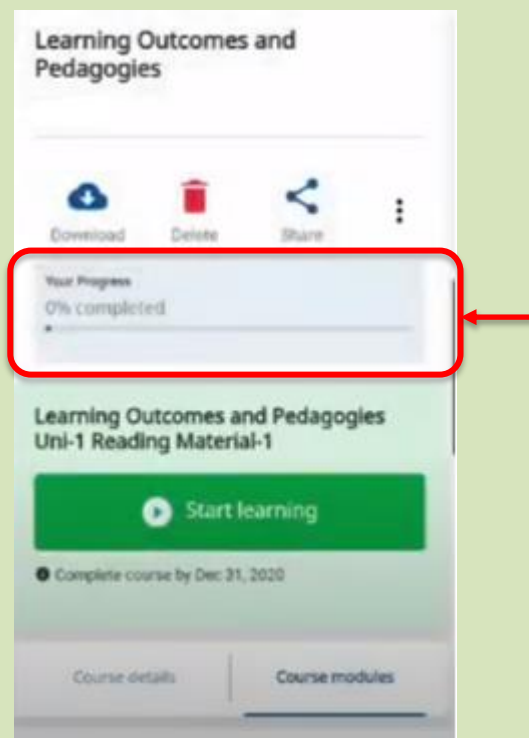 Learning Outcomes and
Pedagogies
Download Delete Share
Your Progress
0% completed
Learning Outcomes and Pedagogies
Uni-1 Reading Material-1
Start learning
Complete course by Dec 31, 2020
Course details Course modules